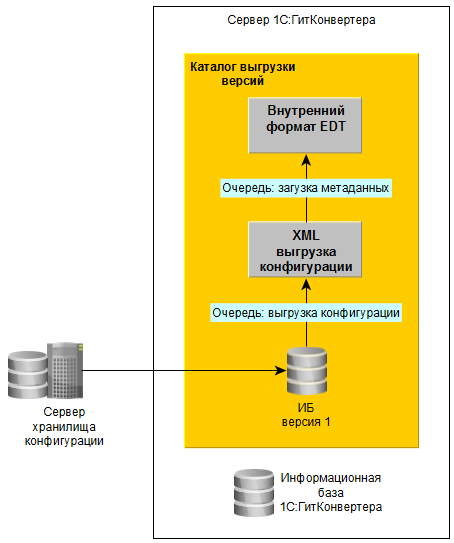 Сервер 1С:ГитКонвертера
Каталог выгрузки
версий
Внутренний
формат EDT
Очередь: загузка метаданных
XML
выгрузка
конфигурации
Очередь: выгрузка конфигурации
ИБ
версия 1
Сервер
хранилища
конфигурации
Информационная
база
1С:ГитКонвертера